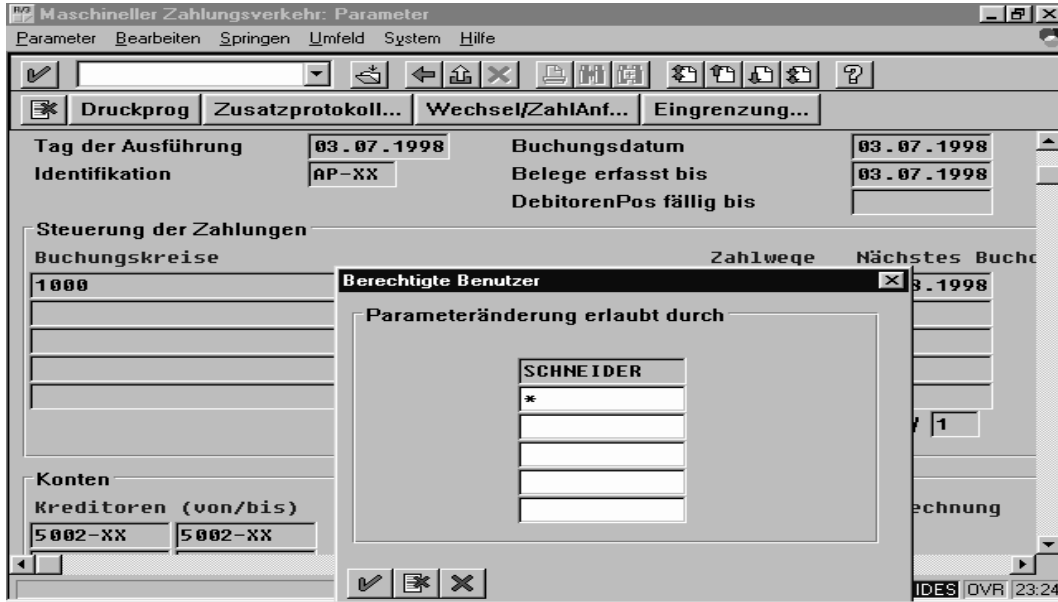 R/3 Maschineller Zahlungsverkehr: Parameter
Parameter Bearbeiten Springen Umfeld System Hilfe
Druckprog Zusatzprotokoll... Wechsel/ZahlAnf... Eingrenzung...
Tag der Ausführung 03.07.1998 Buchungsdatum 03.07.1998
Identifikation AP-XX Belege erfasst bis 03.07.1998
DebitorenPos fällig bis
Steuerung der Zahlungen
Buchungskreise Zahlwege Nächstes Buchd
1000 8.1998
Berechtigte Benutzer
Parameteränderung erlaubt durch
SCHNEIDER
*
1
Konten
Kreditoren (von/bis) echnung
5002-XX 5002-XX
IDES OVR 23:24